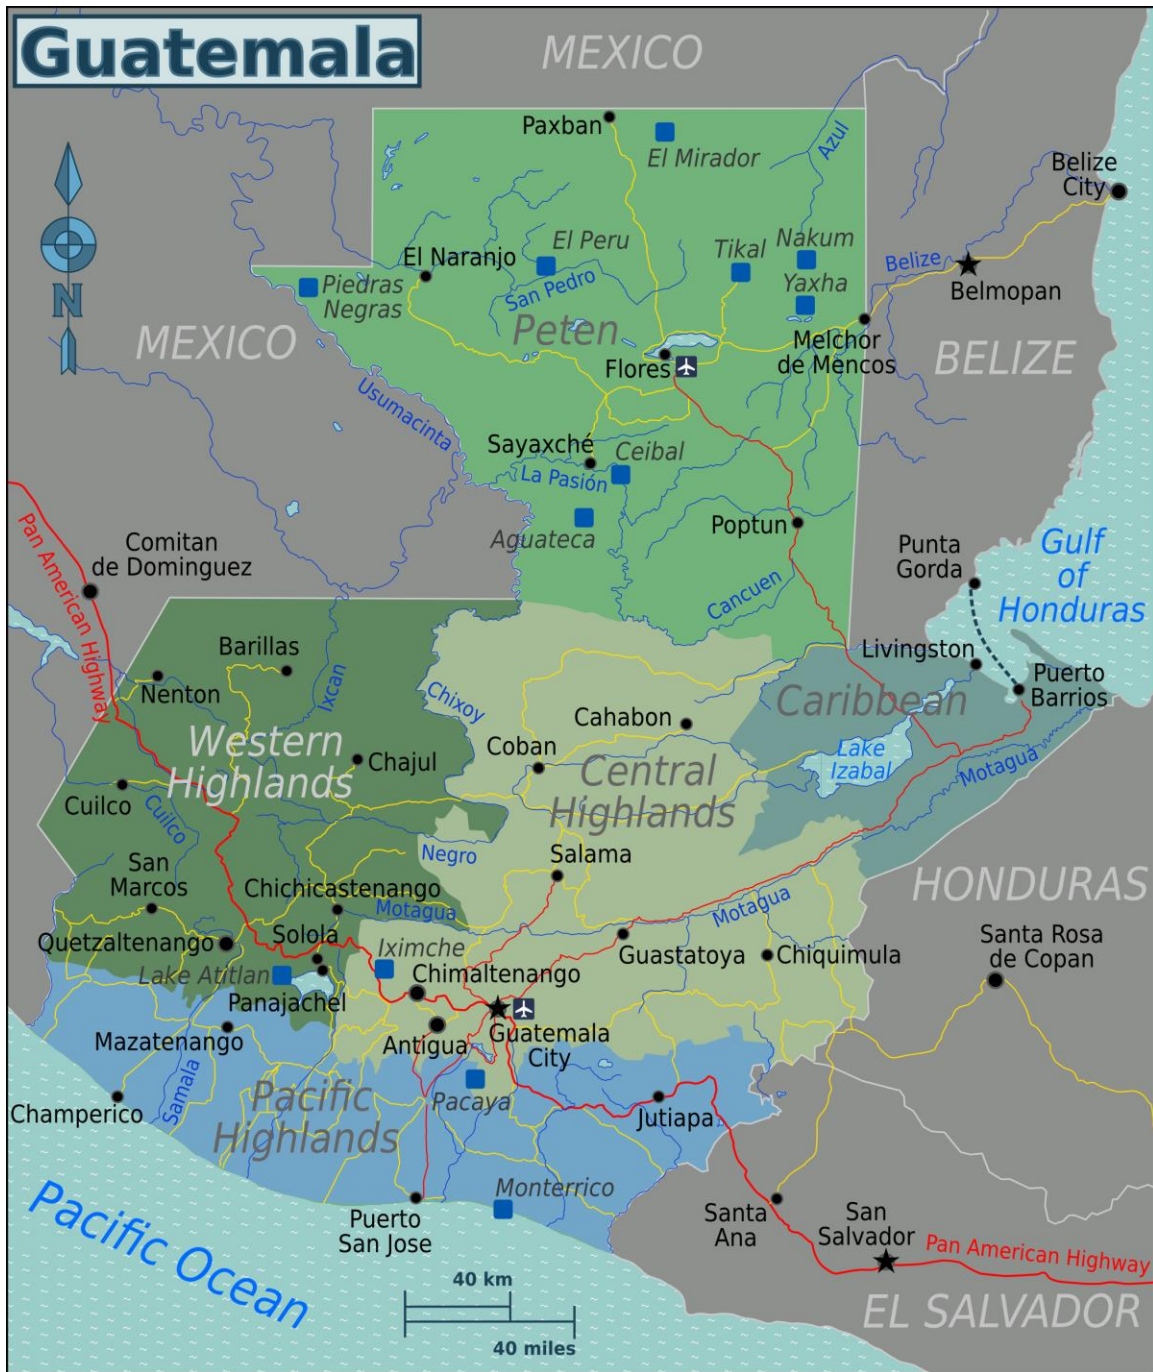 Guatemala
MEXICO
Paxban
El Mirador
Azul
Belize
City
El Peru
Tikal
Nakum
El Naranjo
Piedras
Negras
San Pedro
Yaxha
Belize
Belmopan
N
MEXICO
Peten
Flores
Melchor
de Mencos
BELIZE
Usumacinta
Sayaxché
Ceibal
La Pasión
Aguateca
Poptun
Comitan
de Dominguez
Pan American Highway
Punta
Gorda
Gulf
of
Honduras
Cancuen
Barillas
Nenton
Ixcan
Chixoy
Livingston
Puerto
Barrios
Caribbean
Cahabon
Coban
Western
Highlands
Chajul
Central
Highlands
Lake
Izabal
Motagua
Cuilco
Cuilco
Negro
Salama
San
Marcos
Chichicastenango
Motagua
Motagua
HONDURAS
Quetzaltenango
Solola
Iximche
Guastatoya
Chiquimula
Santa Rosa
de Copan
Lake Atitlan
Panajachel
Chimaltenango
Mazatenango
Antigua
Guatemala
City
Samala
Pacific
Highlands
Pacaya
Jutiapa
Champerico
Monterrico
Puerto
San Jose
Santa
Ana
San
Salvador
Pan American Highway
Pacific Ocean
40 km
40 miles
EL SALVADOR